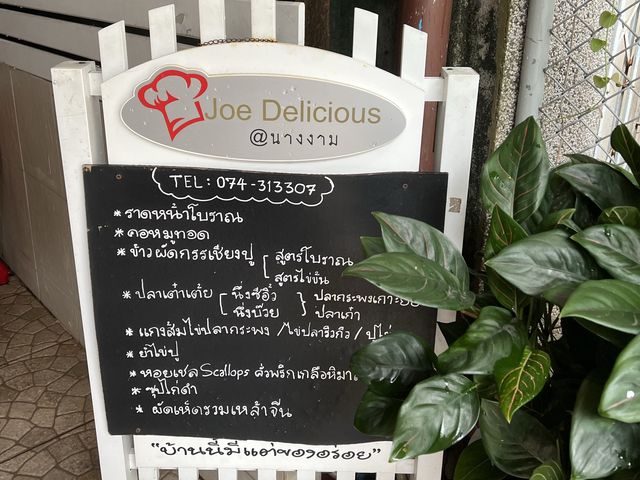 Joe Delicious
@นางงาม
TEL : 074-313307
* ราดหน้าโบราณ
* คอหมูทอด
* ข้าวผัดกรรเชียงปู [ สูตรโบราณ
สูตรไข่ข้น
* ปลาเต๋าเต้ย [ นึ่งซีอิ๊ว } ปลากระพงเกาะยอ
นึ่งบ๊วย ปลาเก๋า
* แกงส้มไข่ปลากระพง / ไข่ปลาริวกิว / ปูไข่
* ยำไข่ปู
* หอยเชล Scallops คั่วพริกเกลือหิมา
* ซุปไก่ดำ
* ผัดเห็ดรวมเหล้าจีน
"บ้านนี้มีแต่ของอร่อย"